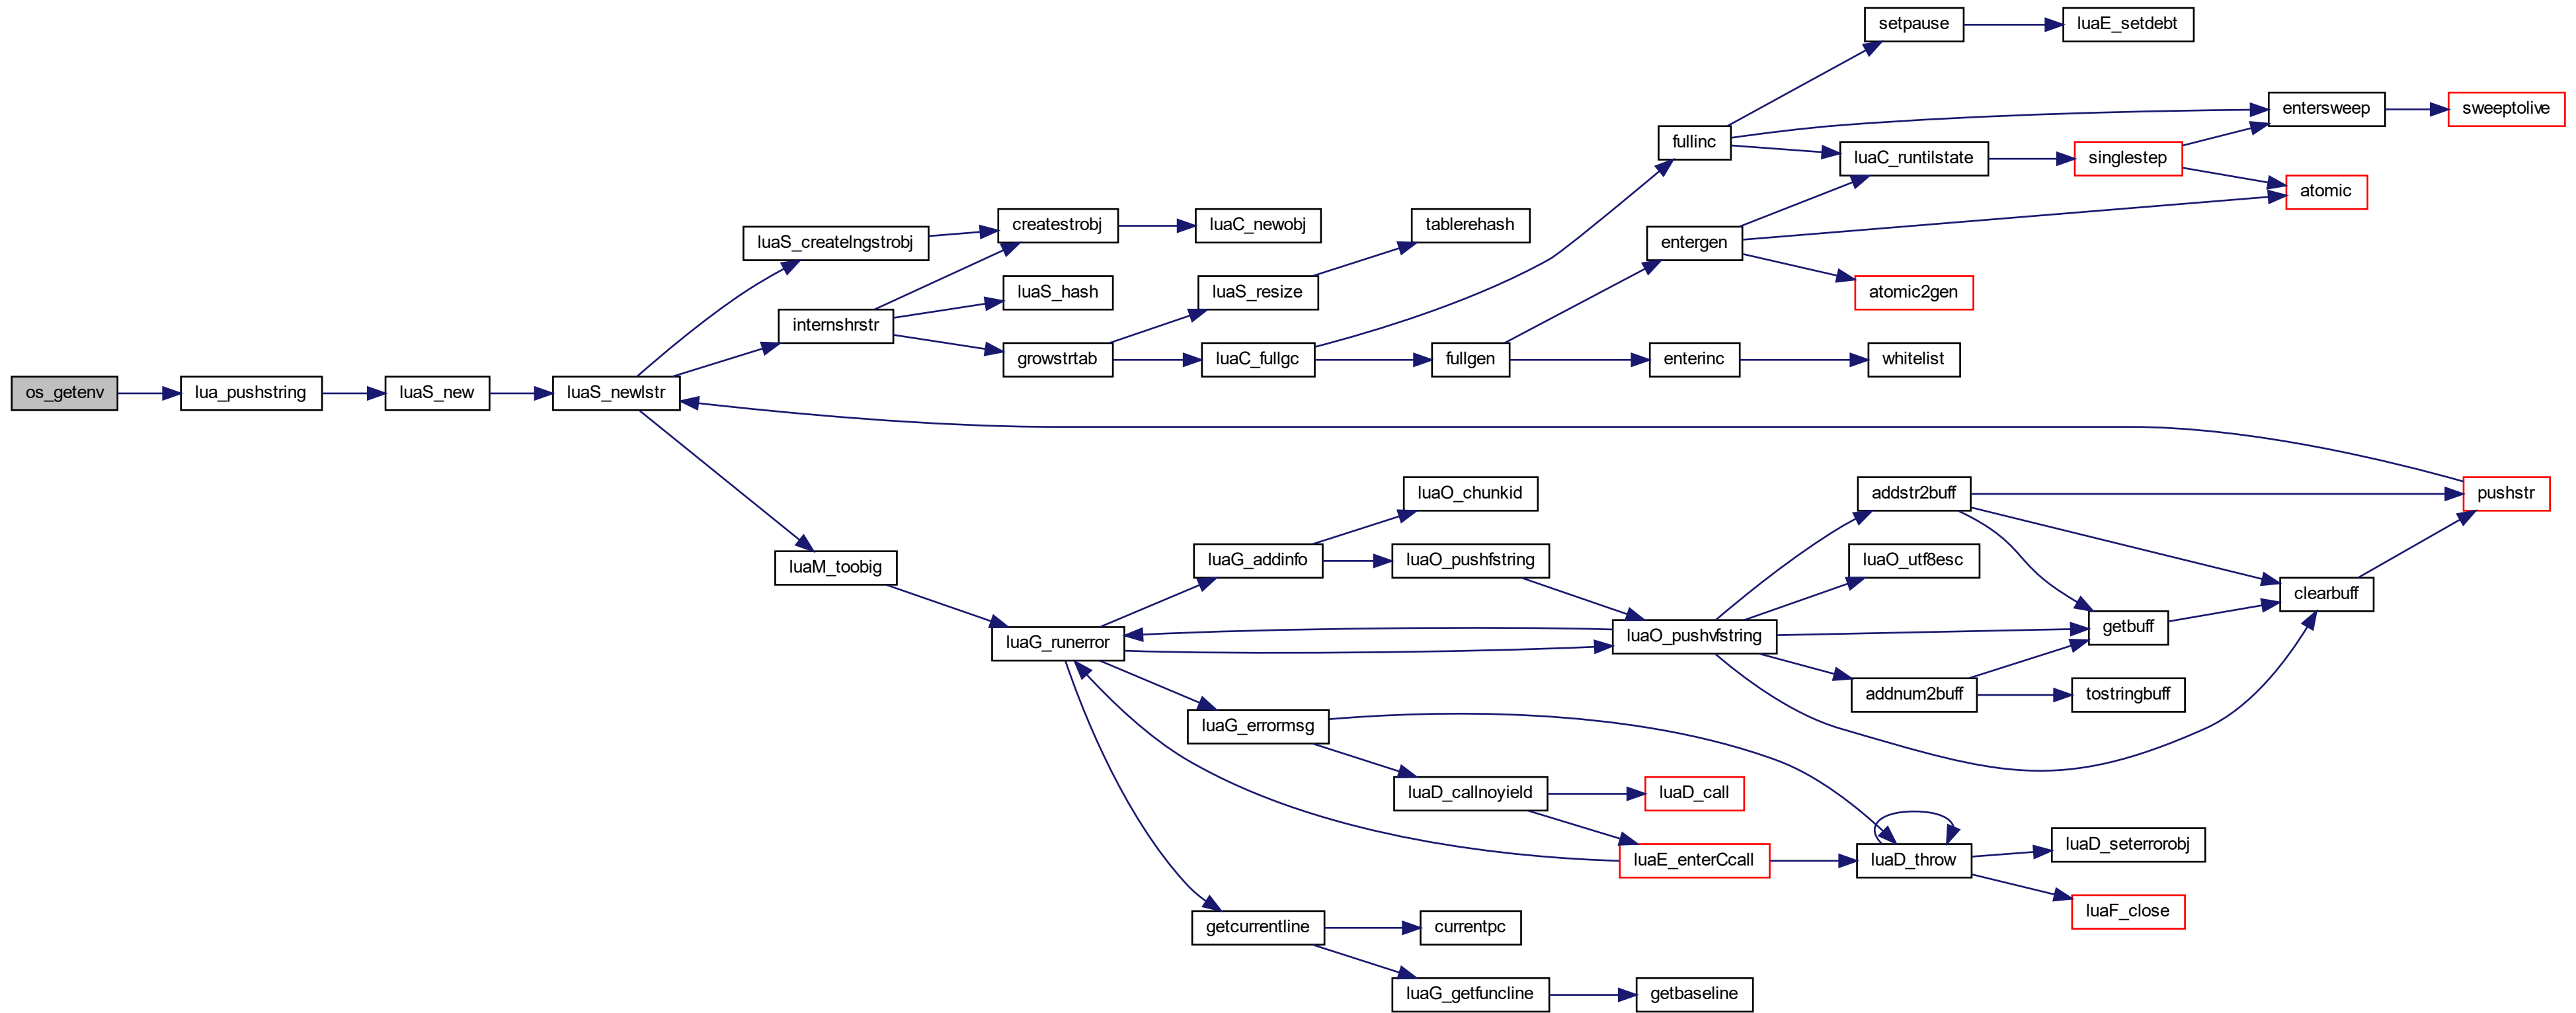 setpause
luaE_setdebt
entersweep
sweeptolive
fullinc
luaC_runtilstate
singlestep
atomic
createstrobj
luaC_newobj
tablerehash
luaS_createlngstrobj
entergen
luaS_hash
luaS_resize
atomic2gen
internshrstr
growstrtab
luaC_fullgc
fullgen
enterinc
whitelist
os_getenv
lua_pushstring
luaS_new
luaS_newlstr
luaO_chunkid
addstr2buff
pushstr
luaM_toobig
luaG_addinfo
luaO_pushfstring
luaO_utf8esc
clearbuff
luaG_runerror
luaO_pushvfstring
getbuff
addnum2buff
tostringbuff
luaG_errormsg
luaD_callnoyield
luaD_call
luaE_enterCcall
luaD_throw
luaD_seterrorobj
luaF_close
getcurrentline
currentpc
luaG_getfuncline
getbaseline